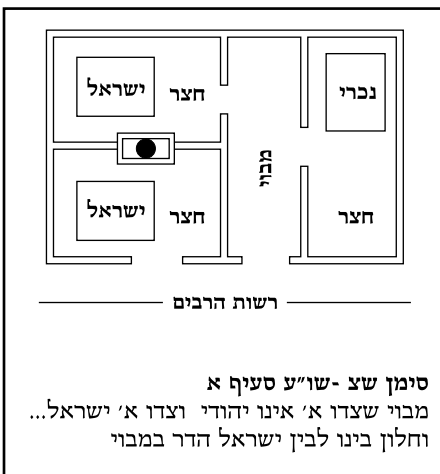 ישראל
חצר
נכרי
מבוי
ישראל
חצר
חצר
רשות הרבים
סימן שצ -שו״ע סעיף א
מבוי שצדו א׳ אינו יהודי וצדו א׳ ישראל...
וחלון בינו לבין ישראל הדר במבוי